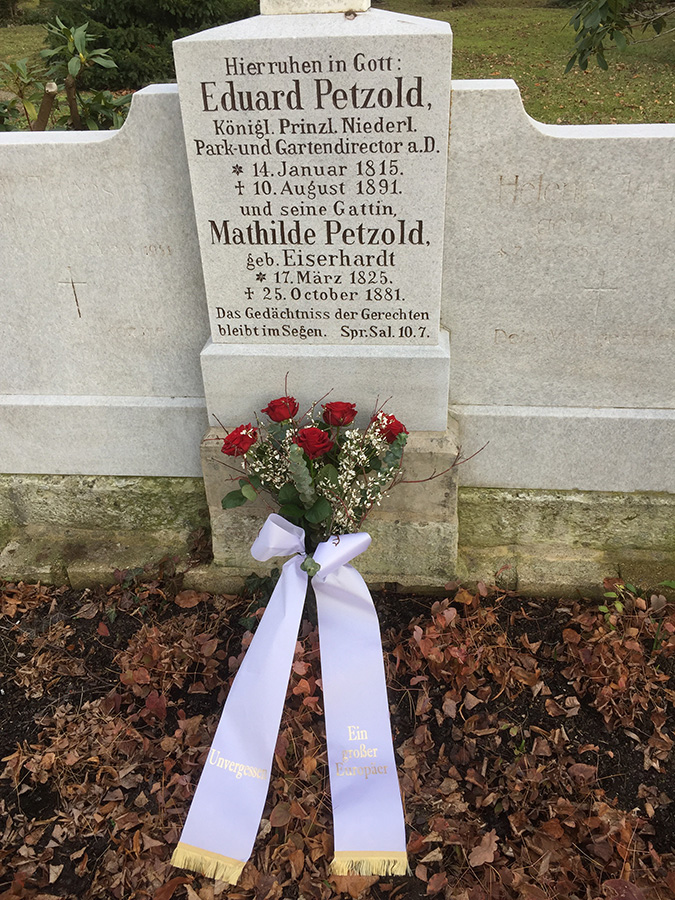 Hier ruhen in Gott:
Eduard Petzold,
Königl. Prinzl. Niederl.
Park- und Gartendirector a.D.
* 14. Januar 1815.
† 10. August 1891.
und seine Gattin,
Mathilde Petzold,
geb. Eiserhardt
* 17. März 1825.
† 25. October 1881.
Das Gedächtniss der Gerechten
bleibt im Segen. Spr. Sal. 10.7.
Helene
Unvergessen
Ein
großer
Europäer